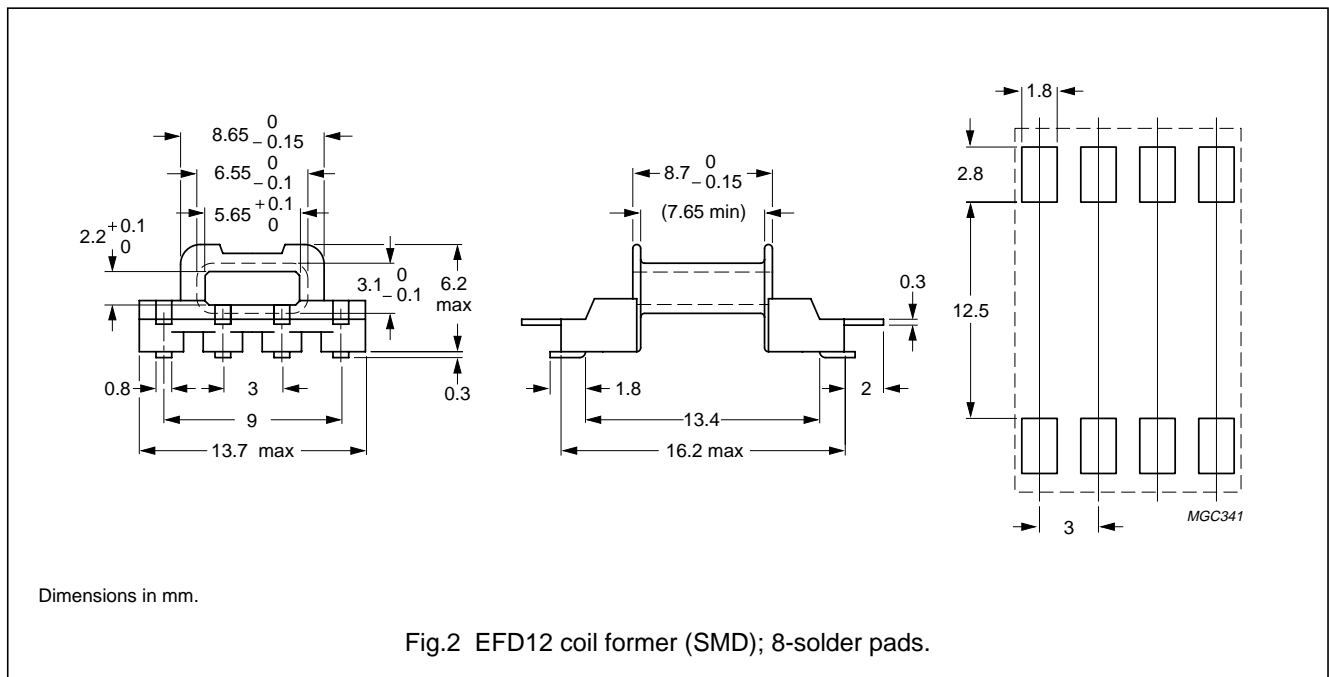 8.65 0 −0.15
6.55 0 −0.1
5.65 +0.1 0
2.2 +0.1 0
3.1 0 −0.1
6.2 max
0.8
3
0.3
9
13.7 max
8.7 0 −0.15
(7.65 min)
0.3
1.8
2
13.4
16.2 max
1.8
2.8
12.5
3
MGC341
Dimensions in mm.
Fig.2 EFD12 coil former (SMD); 8-solder pads.